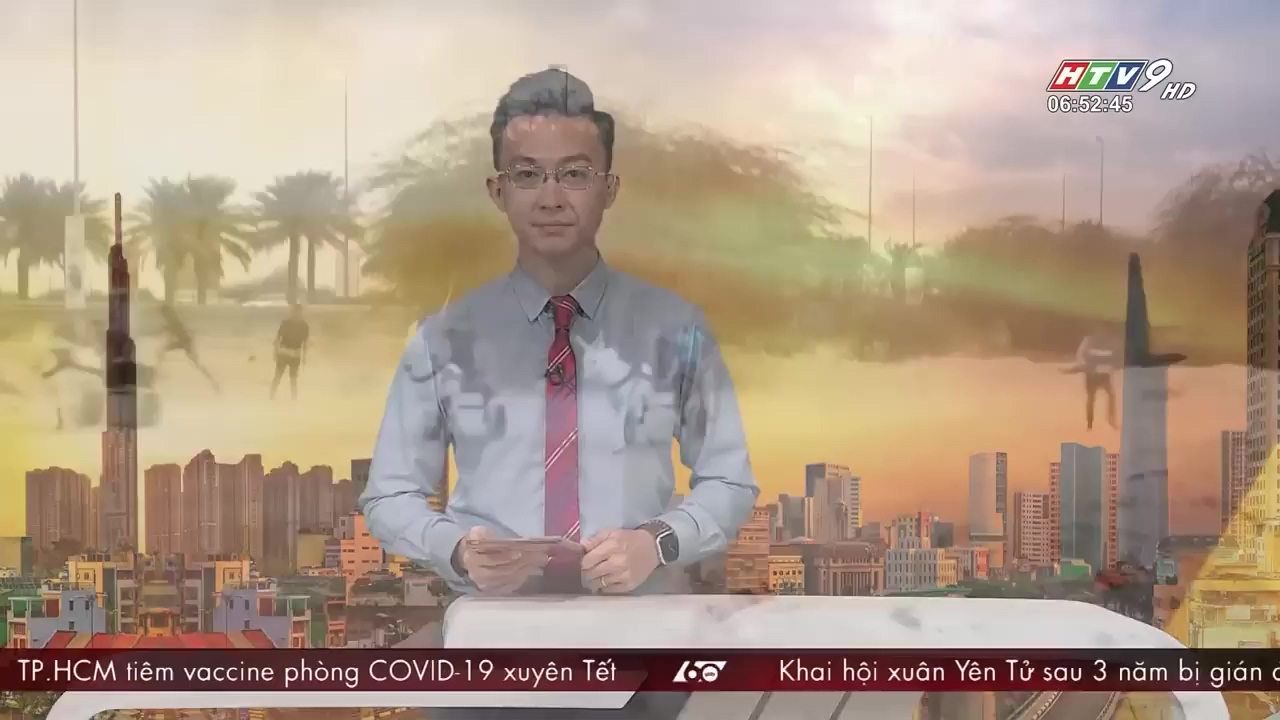 HTV9 HD
06:52:45
TP.HCM tiêm vaccine phòng COVID-19 xuyên Tết
60
Khai hội xuân Yên Tử sau 3 năm bị gián